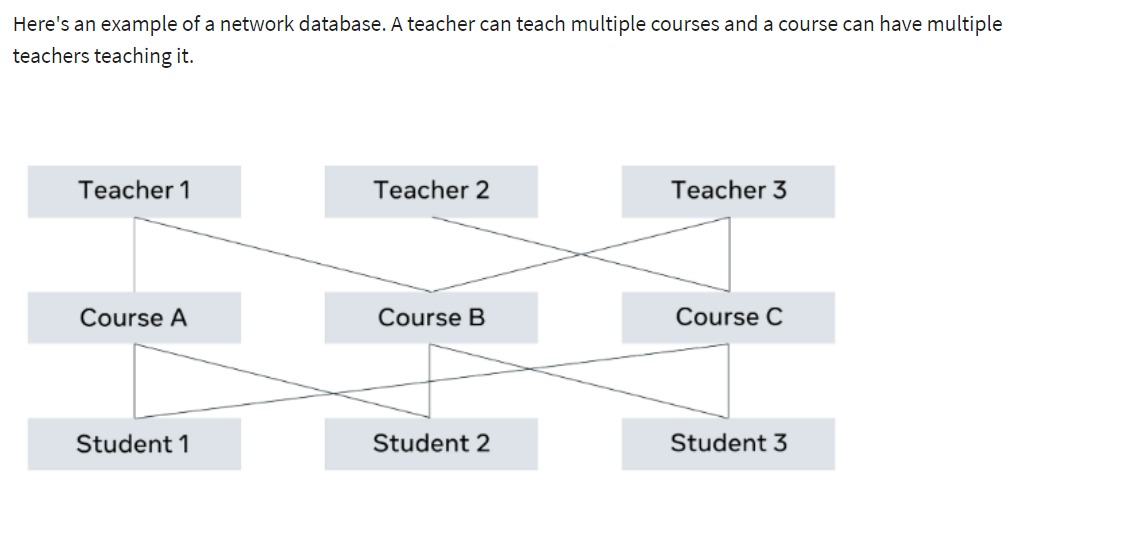 Here's an example of a network database. A teacher can teach multiple courses and a course can have multiple
teachers teaching it.
Teacher 1
Teacher 2
Teacher 3
Course A
Course B
Course C
Student 1
Student 2
Student 3